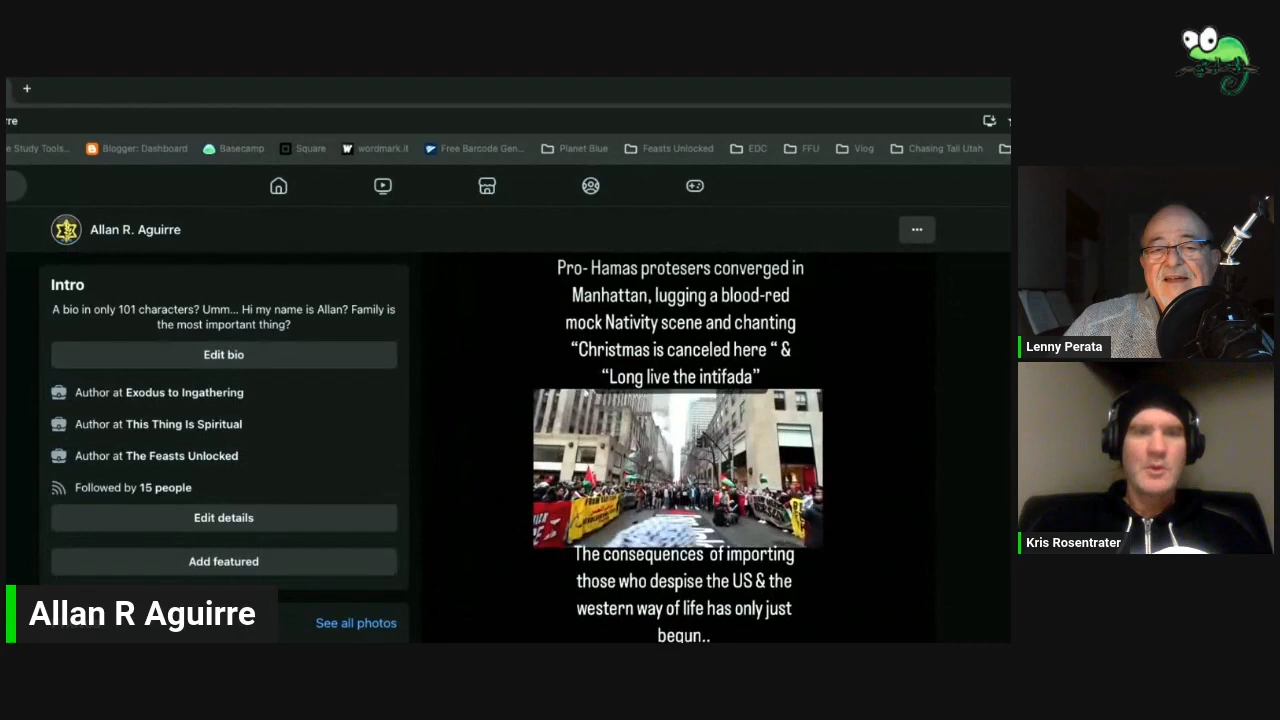 +
rre
e Study Tools...
Blogger: Dashboard
Basecamp
Square
wordmark.it
Free Barcode Gen...
Planet Blue
Feasts Unlocked
EDC
FFU
Vlog
Chasing Tail Utah
Allan R. Aguirre
Intro
A bio in only 101 characters? Umm... Hi my name is Allan? Family is
the most important thing?
Edit bio
Author at Exodus to Ingathering
Author at This Thing Is Spiritual
Author at The Feasts Unlocked
Followed by 15 people
Edit details
Add featured
See all photos
Pro- Hamas protesers converged in
Manhattan, lugging a blood-red
mock Nativity scene and chanting
“Christmas is canceled here “ &
“Long live the intifada”
The consequences of importing
those who despise the US & the
western way of life has only just
begun..
Allan R Aguirre
Lenny Perata
Kris Rosentrater